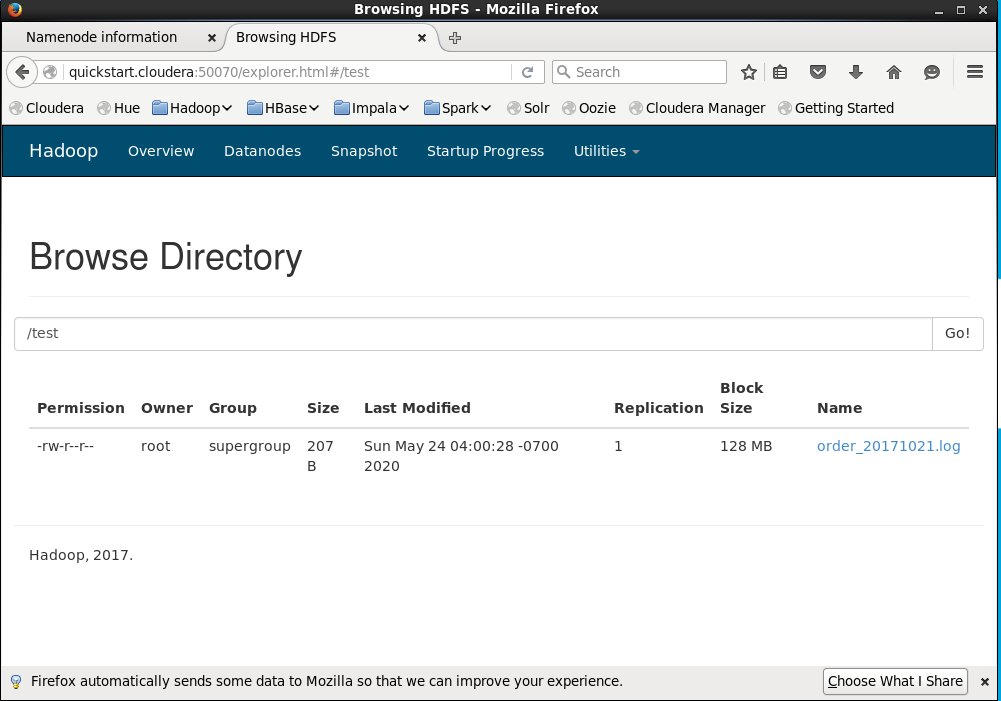 Browsing HDFS - Mozilla Firefox
Namenode information
Browsing HDFS
quickstart.cloudera:50070/explorer.html#/test
Search
Cloudera Hue Hadoop HBase Impala Spark Solr Oozie Cloudera Manager Getting Started
Hadoop Overview Datanodes Snapshot Startup Progress Utilities
Browse Directory
/test Go!
Permission Owner Group Size Last Modified Replication Block Size Name
-rw-r--r-- root supergroup 207 B Sun May 24 04:00:28 -0700 2020 1 128 MB order_20171021.log
Hadoop, 2017.
Firefox automatically sends some data to Mozilla so that we can improve your experience. Choose What I Share